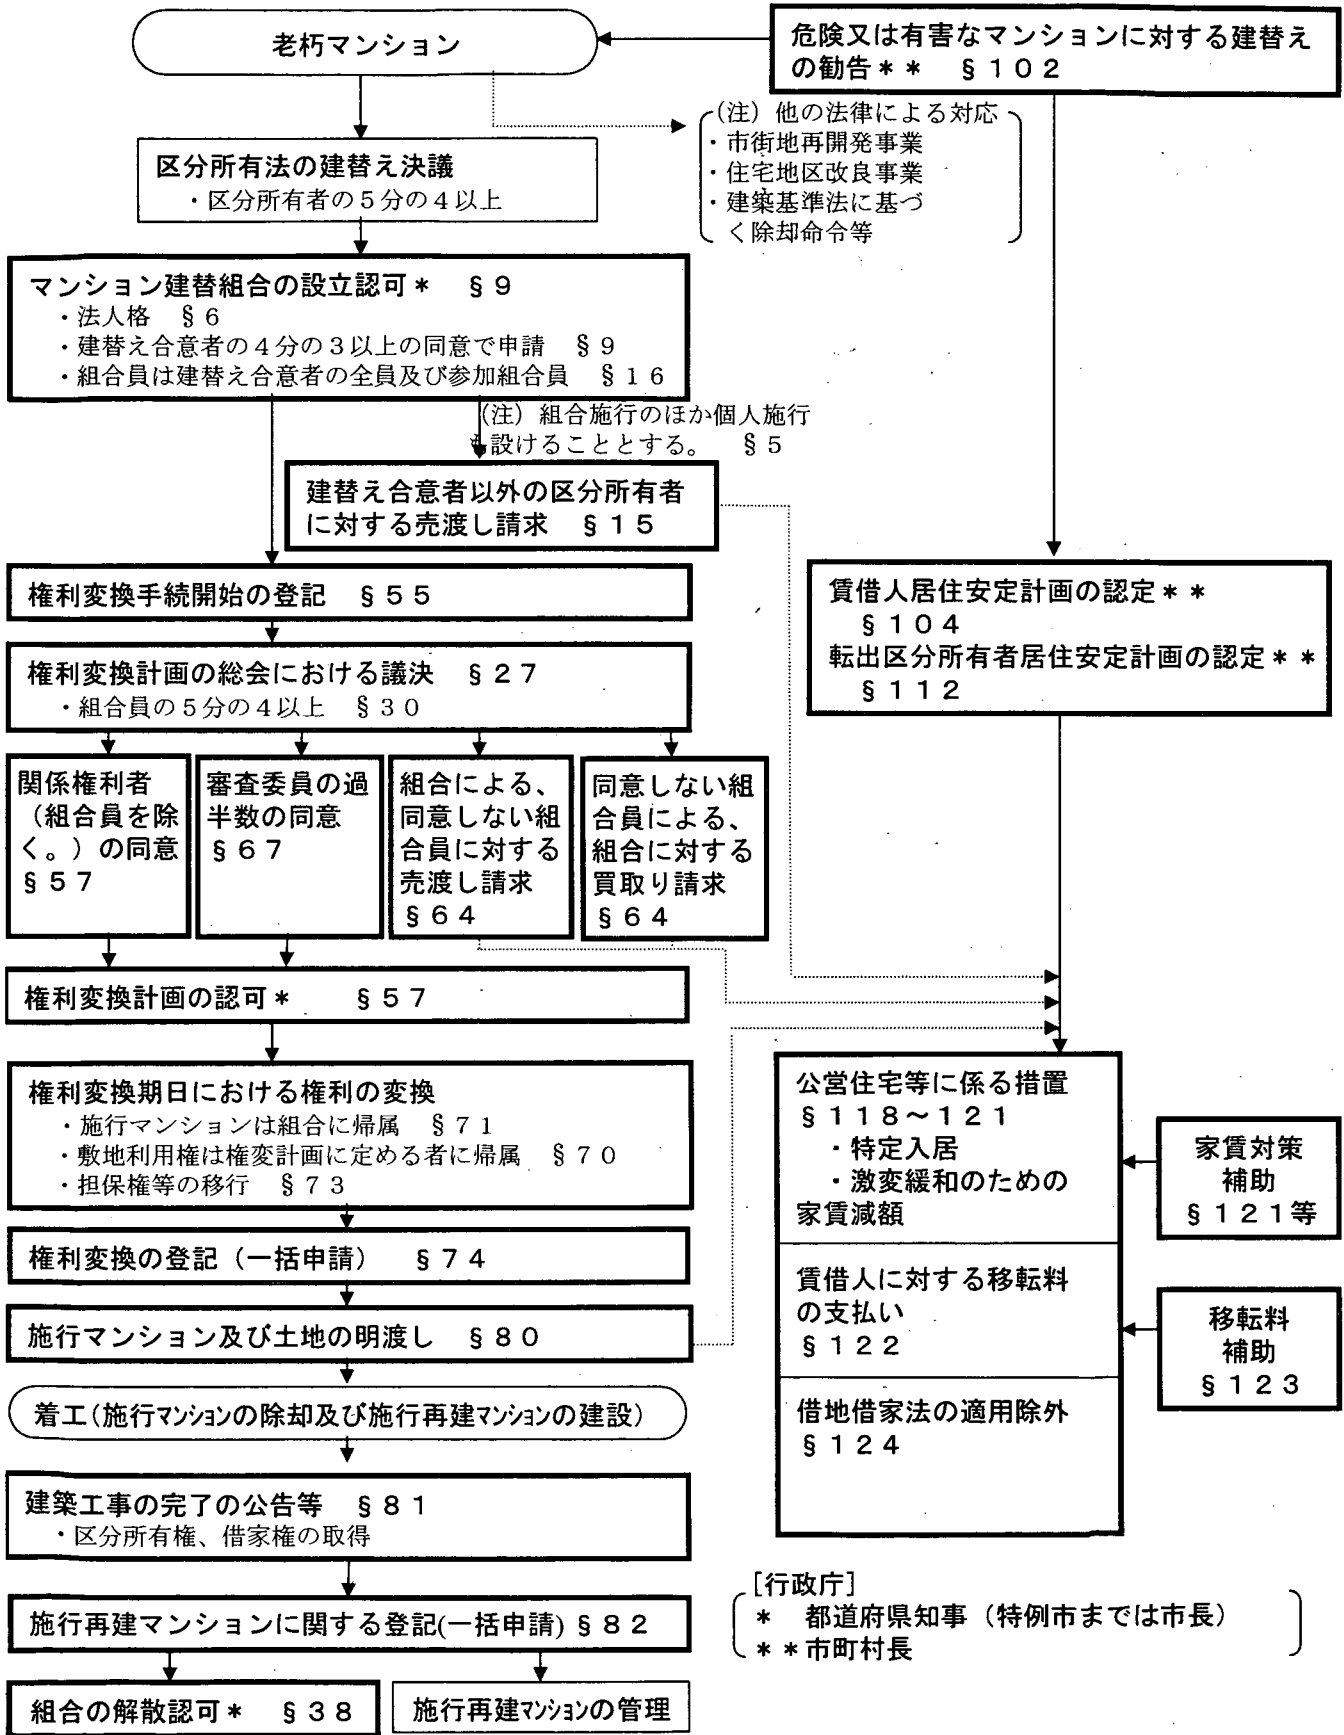 老朽マンション
危険又は有害なマンションに対する建替え
の勧告＊＊　§１０２
（注）他の法律による対応
・市街地再開発事業
・住宅地区改良事業
・建築基準法に基づ
く除却命令等
区分所有法の建替え決議
・区分所有者の５分の４以上
マンション建替組合の設立認可＊　§９
・法人格　§６
・建替え合意者の４分の３以上の同意で申請　§９
・組合員は建替え合意者の全員及び参加組合員　§１６
（注）組合施行のほか個人施行
も設けることとする。　§５
建替え合意者以外の区分所有者
に対する売渡し請求　§１５
権利変換手続開始の登記　§５５
賃借人居住安定計画の認定＊＊
§１０４
転出区分所有者居住安定計画の認定＊＊
§１１２
権利変換計画の総会における議決　§２７
・組合員の５分の４以上　§３０
関係権利者
（組合員を除
く。）の同意
§５７
審査委員の過
半数の同意
§６７
組合による、
同意しない組
合員に対する
売渡し請求
§６４
同意しない組
合員による、
組合に対する
買取り請求
§６４
権利変換計画の認可＊　§５７
権利変換期日における権利の変換
・施行マンションは組合に帰属　§７１
・敷地利用権は権変計画に定める者に帰属　§７０
・担保権等の移行　§７３
権利変換の登記（一括申請）　§７４
施行マンション及び土地の明渡し　§８０
着工（施行ﾏﾝｼｮﾝの除却及び施行再建ﾏﾝｼｮﾝの建設）
建築工事の完了の公告等　§８１
・区分所有権、借家権の取得
施行再建マンションに関する登記(一括申請)§８２
組合の解散認可＊　§３８
施行再建ﾏﾝｼｮﾝの管理
公営住宅等に係る措置
§１１８～１２１
・特定入居
・激変緩和のための
家賃減額
賃借人に対する移転料
の支払い
§１２２
借地借家法の適用除外
§１２４
家賃対策
補助
§１２１等
移転料
補助
§１２３
［行政庁］
＊　都道府県知事（特例市までは市長）
＊＊市町村長